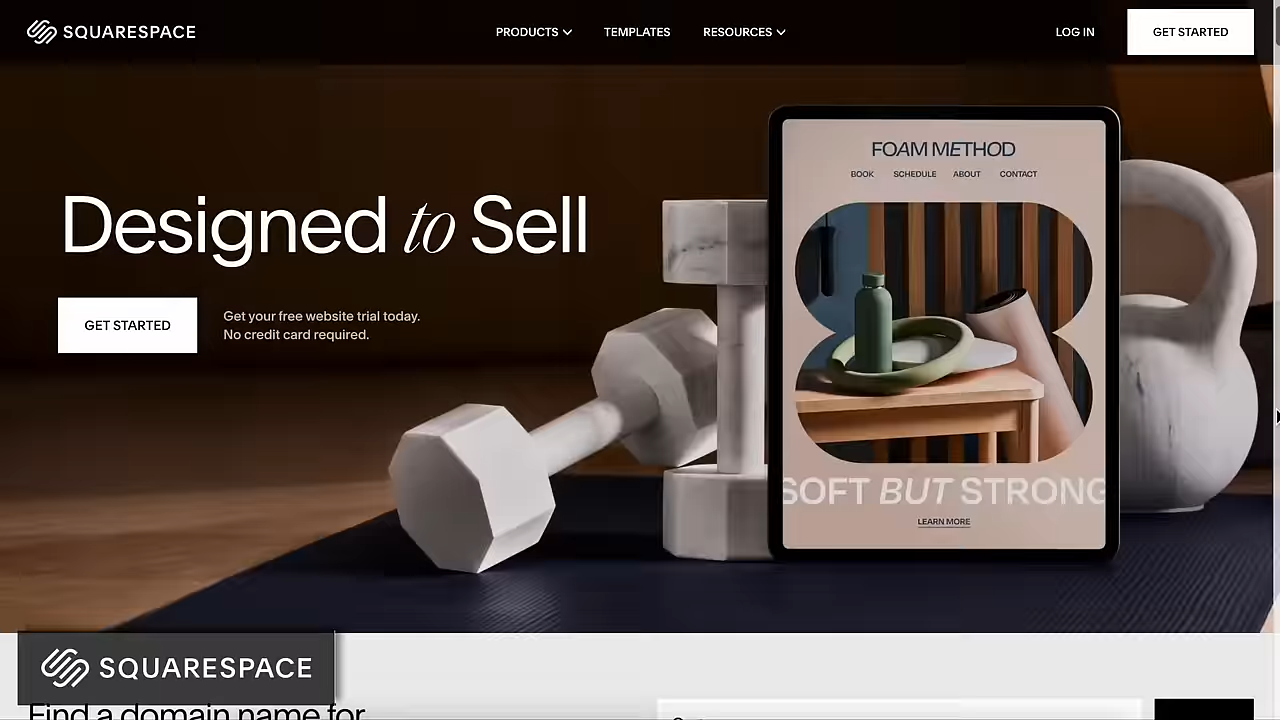 SQUARESPACE
PRODUCTS
TEMPLATES
RESOURCES
LOG IN
GET STARTED
Designed to Sell
GET STARTED
Get your free website trial today.
No credit card required.
FOAM METHOD
BOOK SCHEDULE ABOUT CONTACT
SOFT BUT STRONG
LEARN MORE
SQUARESPACE
Find a domain name for